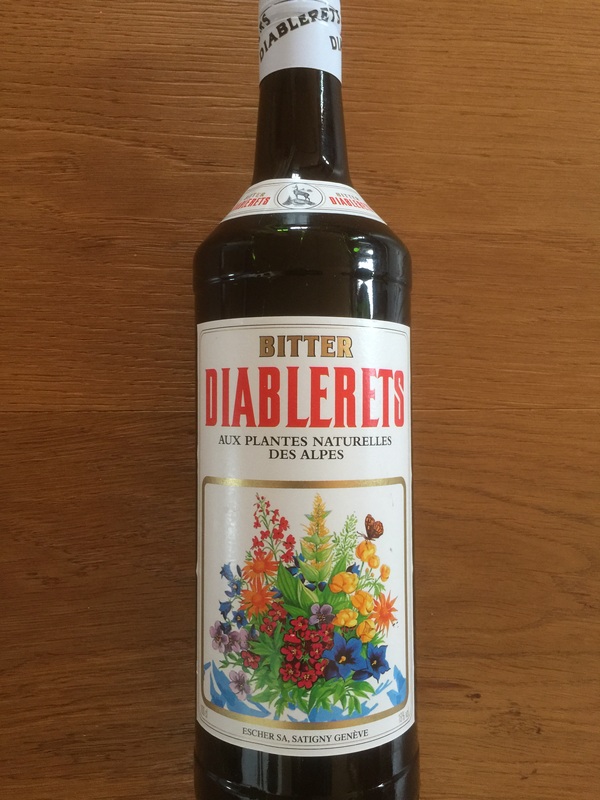 DIABLERETS
BITTER
DIABLERETS
BITTER
DIABLERETS
AUX PLANTES NATURELLES
DES ALPES
ESCHER SA, SATIGNY GENÈVE